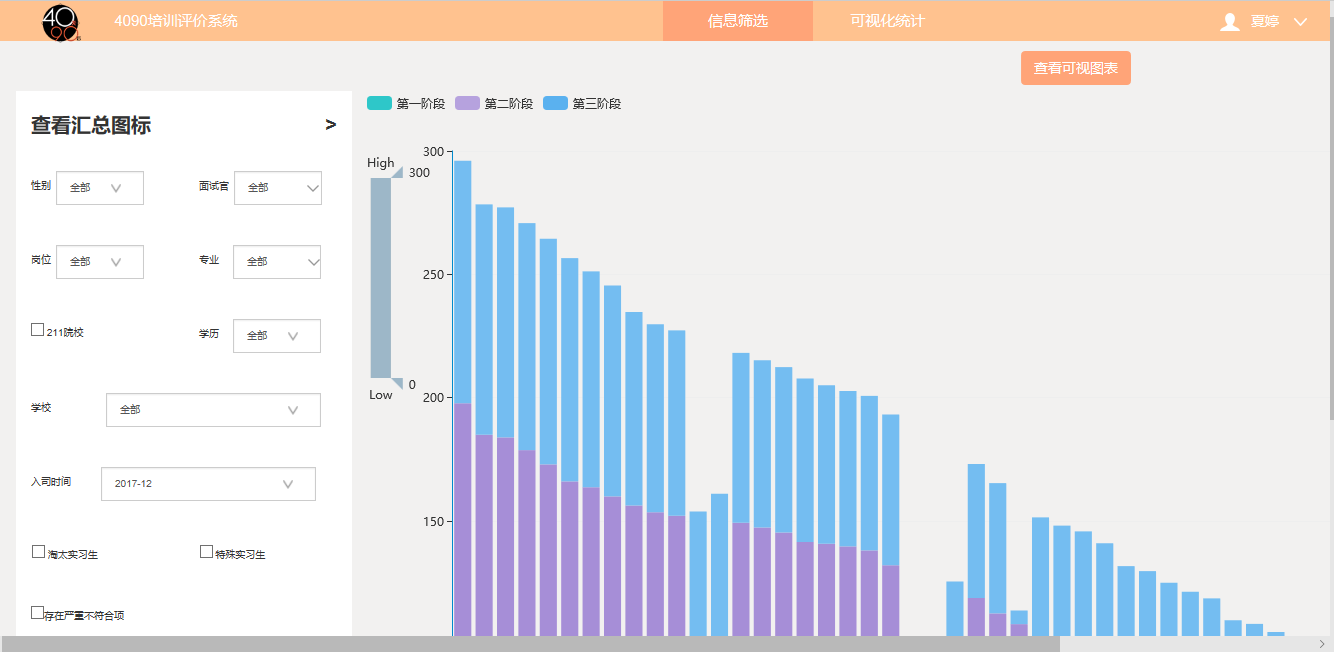 4090培训评价系统
信息筛选
可视化统计
夏婷
查看可视图表
查看汇总图标
>
性别 全部
面试官 全部
岗位 全部
专业 全部
211院校
学历 全部
学校 全部
入司时间 2017-12
淘太实习生
特殊实习生
存在严重不符合项
第一阶段
第二阶段
第三阶段
High
300
0
Low
300
250
200
150